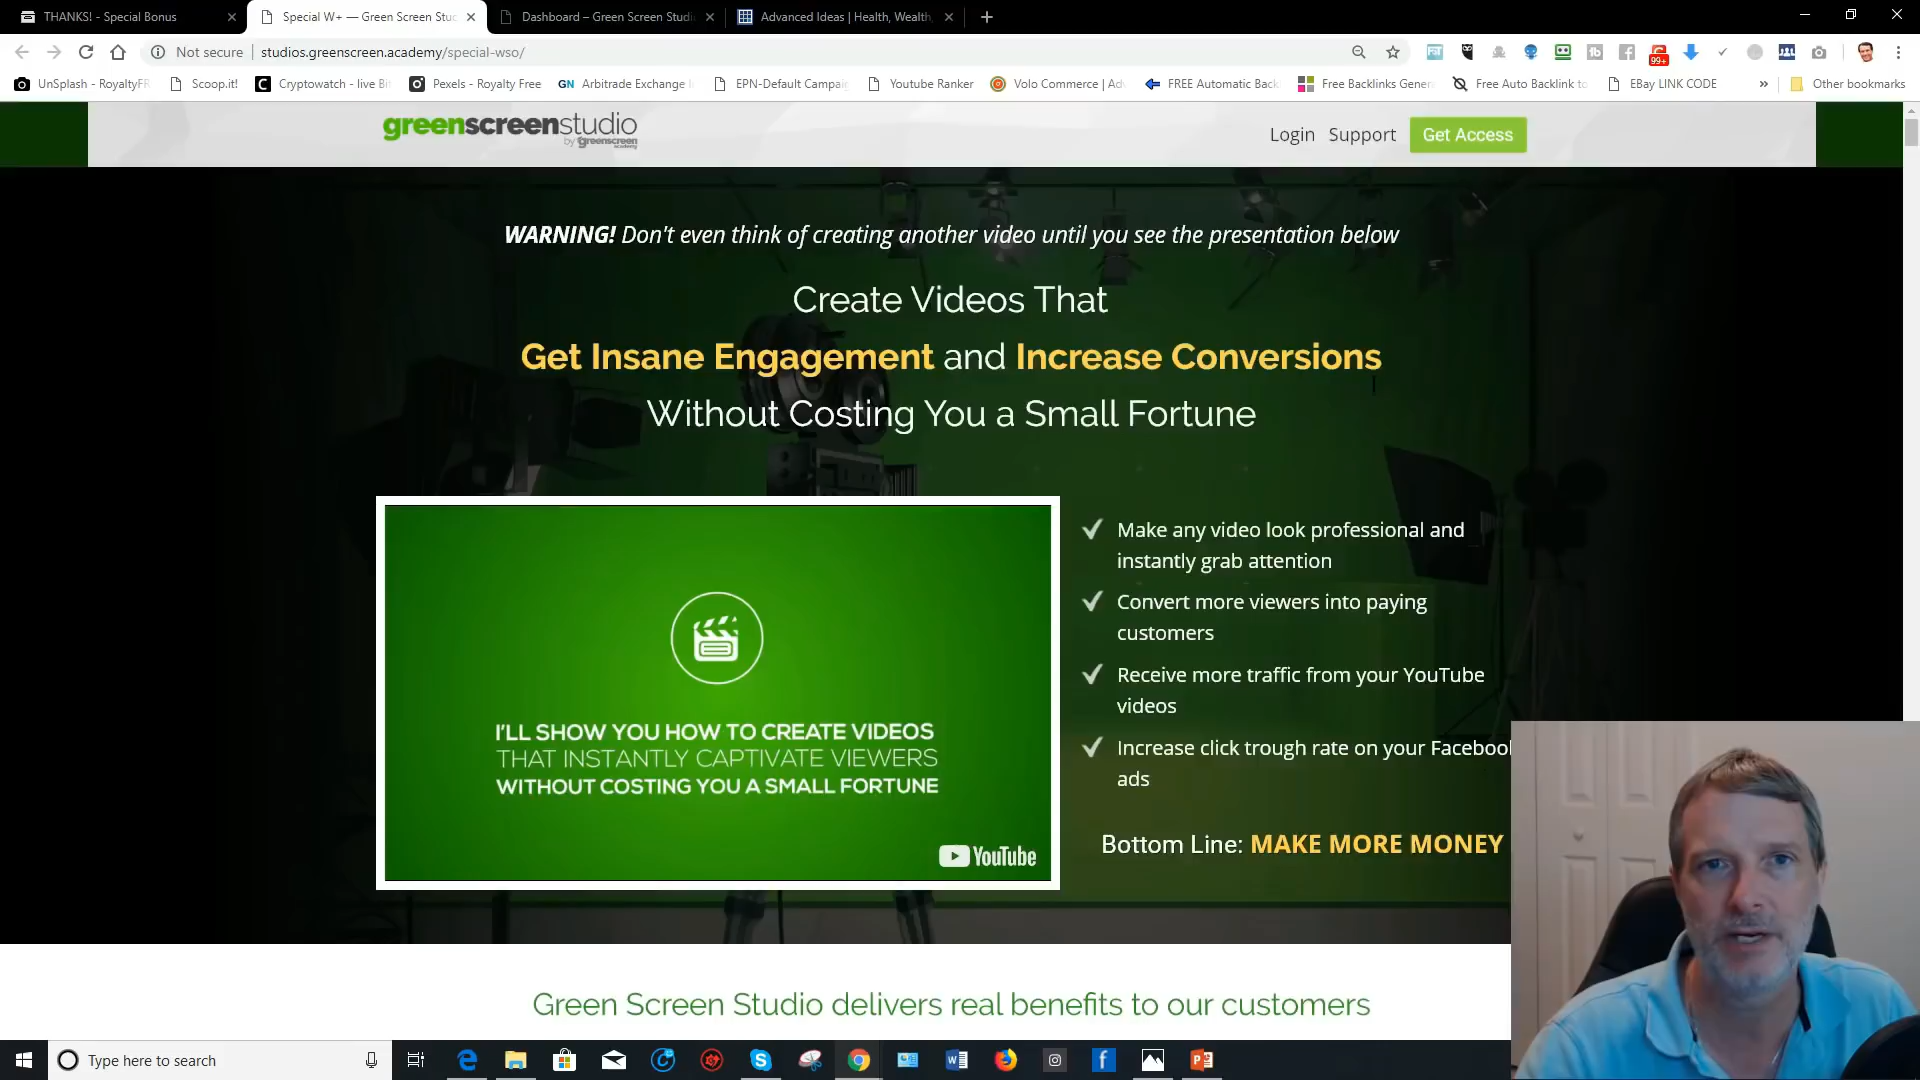 THANKS! - Special Bonus
Special W+ — Green Screen Stud
Dashboard – Green Screen Studi
Advanced Ideas | Health, Wealth,
Not secure
studios.greenscreen.academy/special-wso/
99+
UnSplash - RoyaltyFR
Scoop.it!
Cryptowatch - live Bit
Pexels - Royalty Free
GN
Arbitrade Exchange
EPN-Default Campai
Youtube Ranker
Volo Commerce | Ad
FREE Automatic Back
Free Backlinks Gener
Free Auto Backlink to
EBay LINK CODE
»
Other bookmarks
greenscreenstudio
by greenscreen
academy
Login
Support
Get Access
WARNING! Don't even think of creating another video until you see the presentation below
Create Videos That
Get Insane Engagement and Increase Conversions
Without Costing You a Small Fortune
I'LL SHOW YOU HOW TO CREATE VIDEOS
THAT INSTANTLY CAPTIVATE VIEWERS
WITHOUT COSTING YOU A SMALL FORTUNE
YouTube
Make any video look professional and
instantly grab attention
Convert more viewers into paying
customers
Receive more traffic from your YouTube
videos
Increase click trough rate on your Facebook
ads
Bottom Line: MAKE MORE MONEY
Green Screen Studio delivers real benefits to our customers
Type here to search